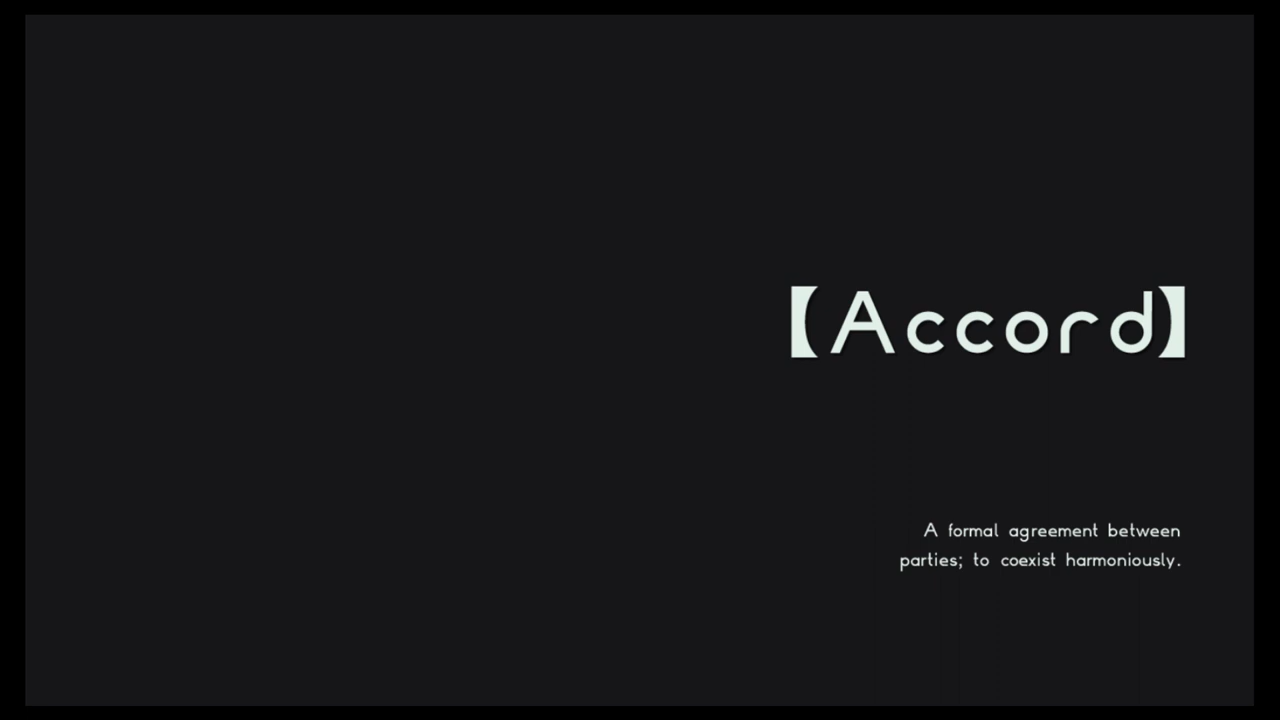 【Accord】
A formal agreement between
parties; to coexist harmoniously.